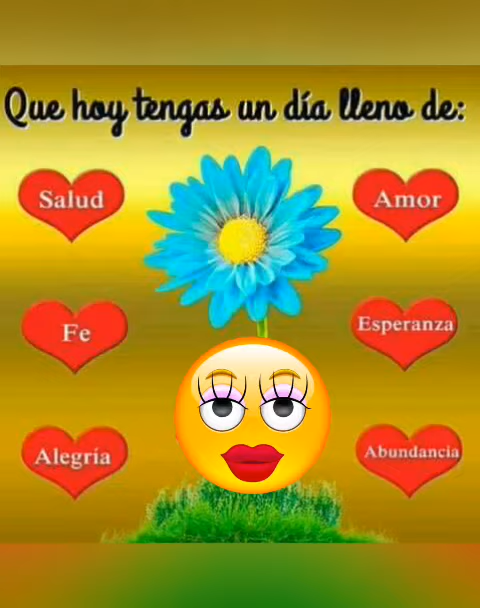 Que hoy tengas un día lleno de:
Salud
Amor
Fe
Esperanza
Alegría
Abundancia